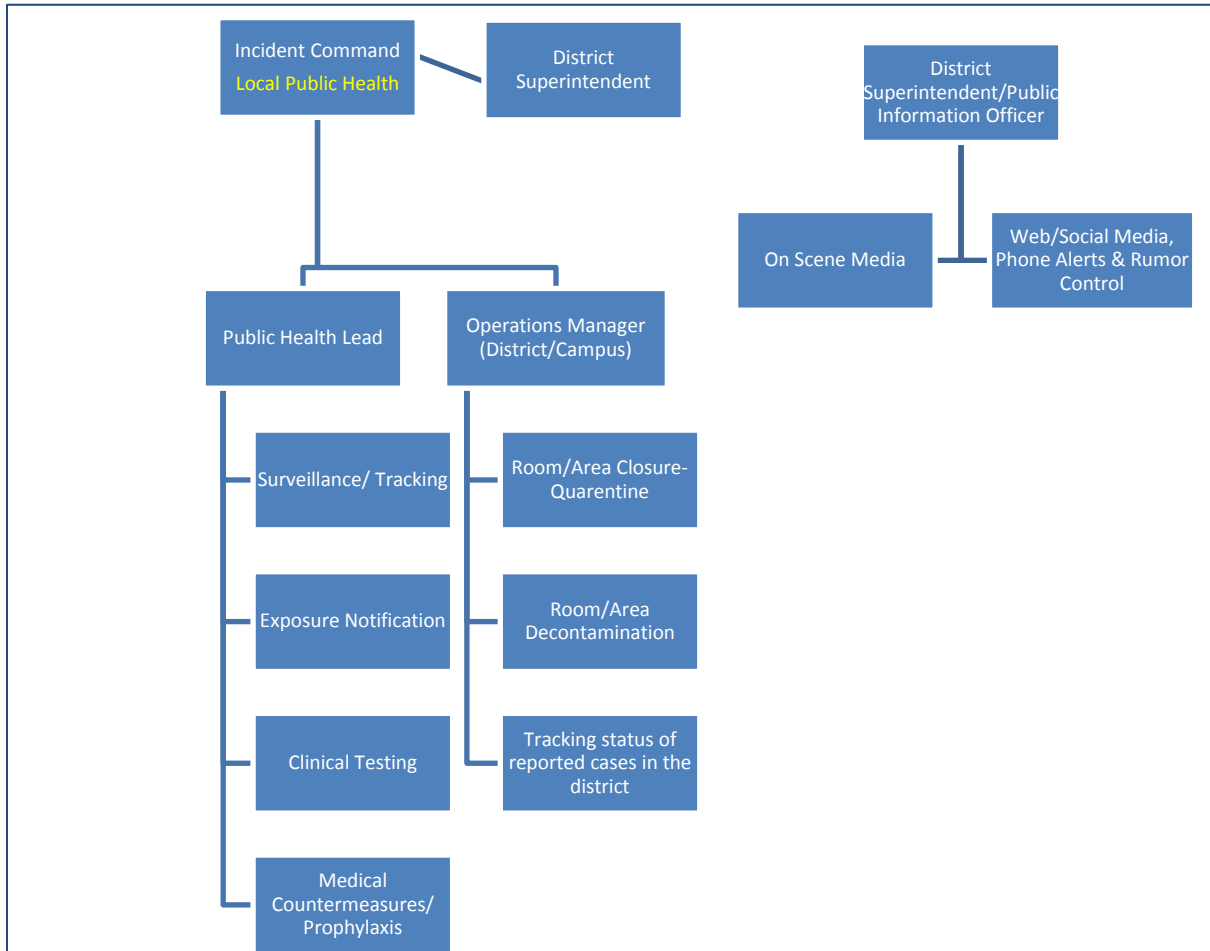 Incident Command
Local Public Health
District
Superintendent
District
Superintendent/Public
Information Officer
On Scene Media
Web/Social Media,
Phone Alerts & Rumor
Control
Public Health Lead
Operations Manager
(District/Campus)
Surveillance/ Tracking
Room/Area Closure-
Quarentine
Exposure Notification
Room/Area
Decontamination
Clinical Testing
Tracking status of
reported cases in the
district
Medical
Countermeasures/
Prophylaxis